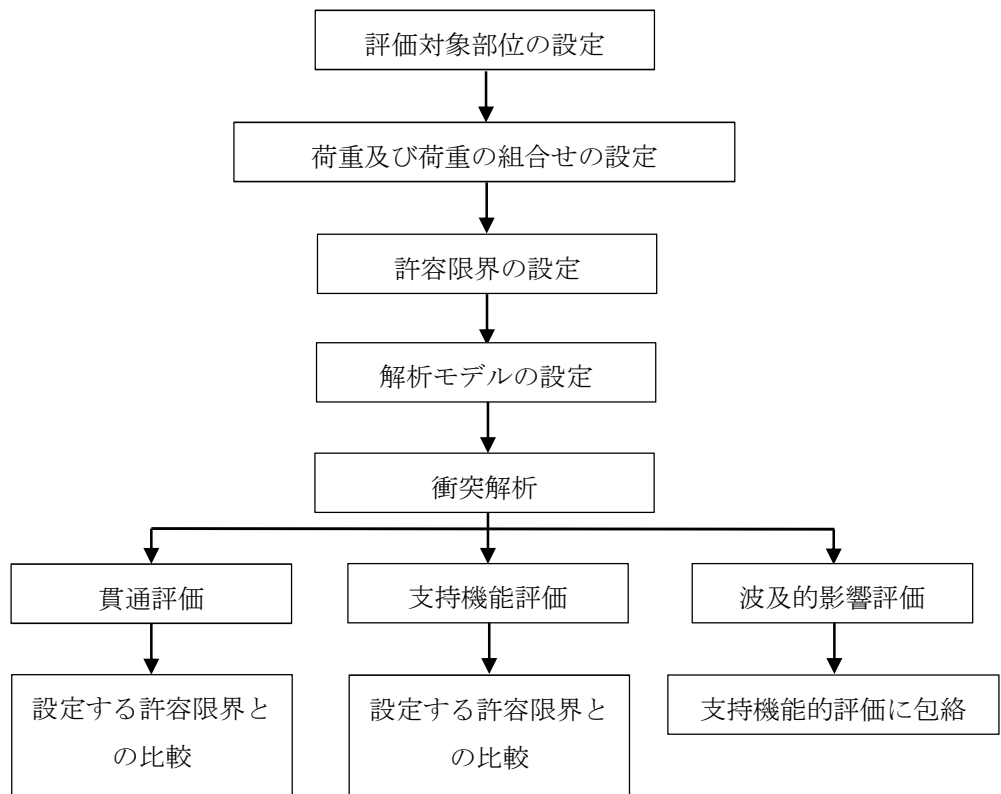 評価対象部位の設定
荷重及び荷重の組合せの設定
許容限界の設定
解析モデルの設定
衝突解析
貫通評価
支持機能評価
波及的影響評価
設定する許容限界と
の比較
設定する許容限界と
の比較
支持機能的評価に包絡